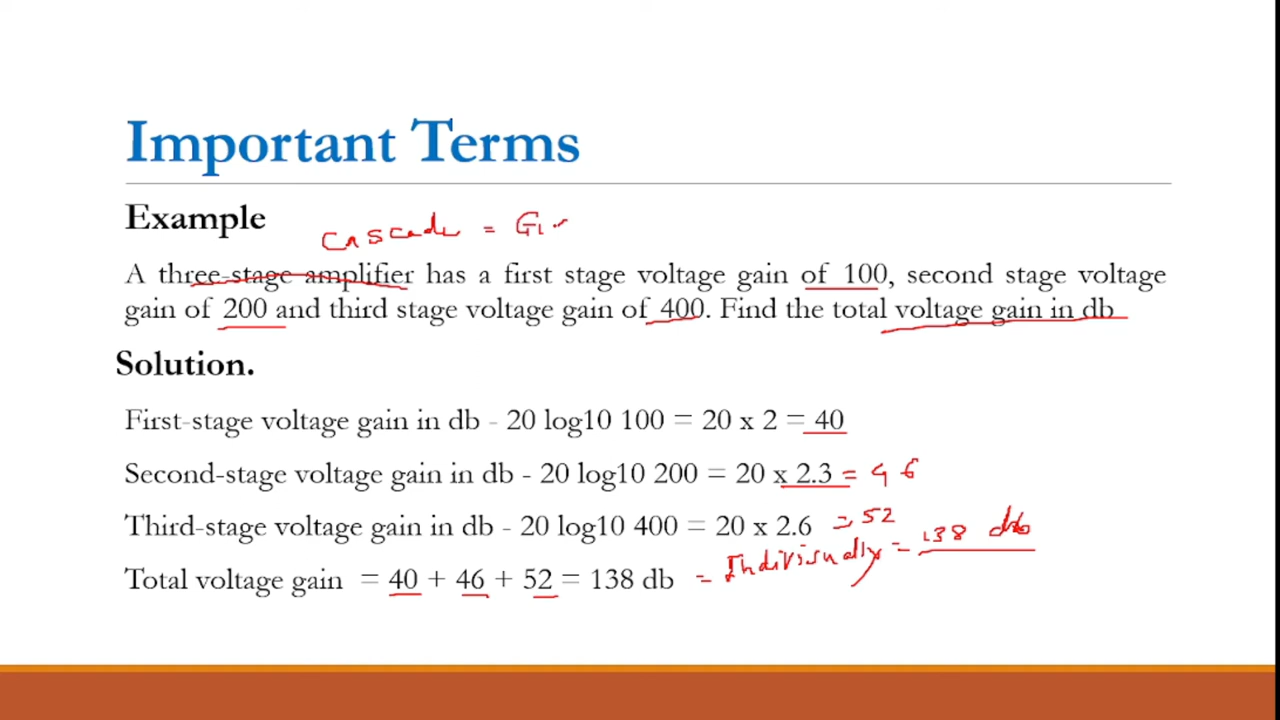 Important Terms
Example
Cascade = G1
A three-stage amplifier has a first stage voltage gain of 100, second stage voltage
gain of 200 and third stage voltage gain of 400. Find the total voltage gain in db
Solution.
First-stage voltage gain in db - 20 log10 100 = 20 x 2 = 40
Second-stage voltage gain in db - 20 log10 200 = 20 x 2.3 = 46
Third-stage voltage gain in db - 20 log10 400 = 20 x 2.6 = 52
Total voltage gain = 40 + 46 + 52 = 138 db = Individually = 138 db